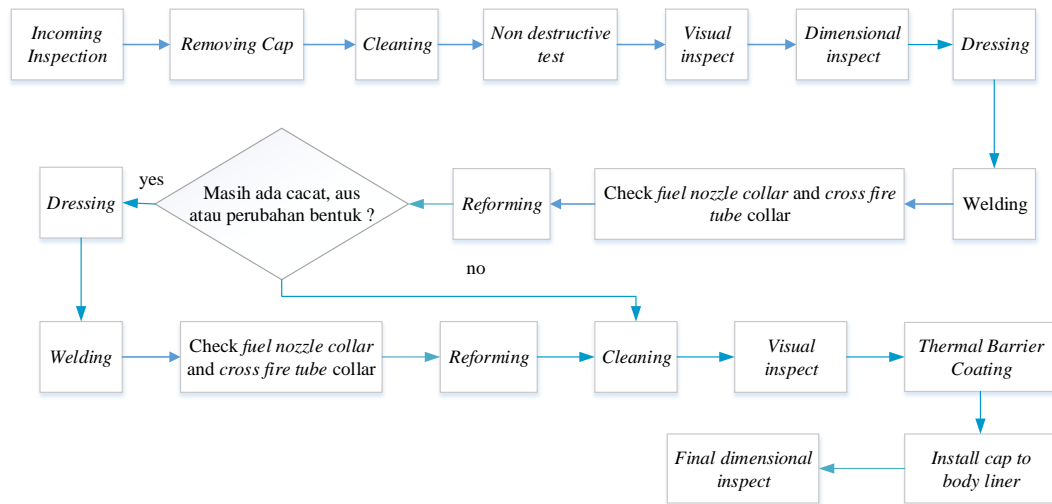 Incoming
Inspection
Removing Cap
Cleaning
Non destructive
test
Visual
inspect
Dimensional
inspect
Dressing
Welding
Check fuel nozzle collar and cross fire
tube collar
Reforming
Masih ada cacat, aus
atau perubahan bentuk ?
yes
Dressing
no
Welding
Check fuel nozzle collar
and cross fire tube collar
Reforming
Cleaning
Visual
inspect
Thermal Barrier
Coating
Install cap to
body liner
Final dimensional
inspect